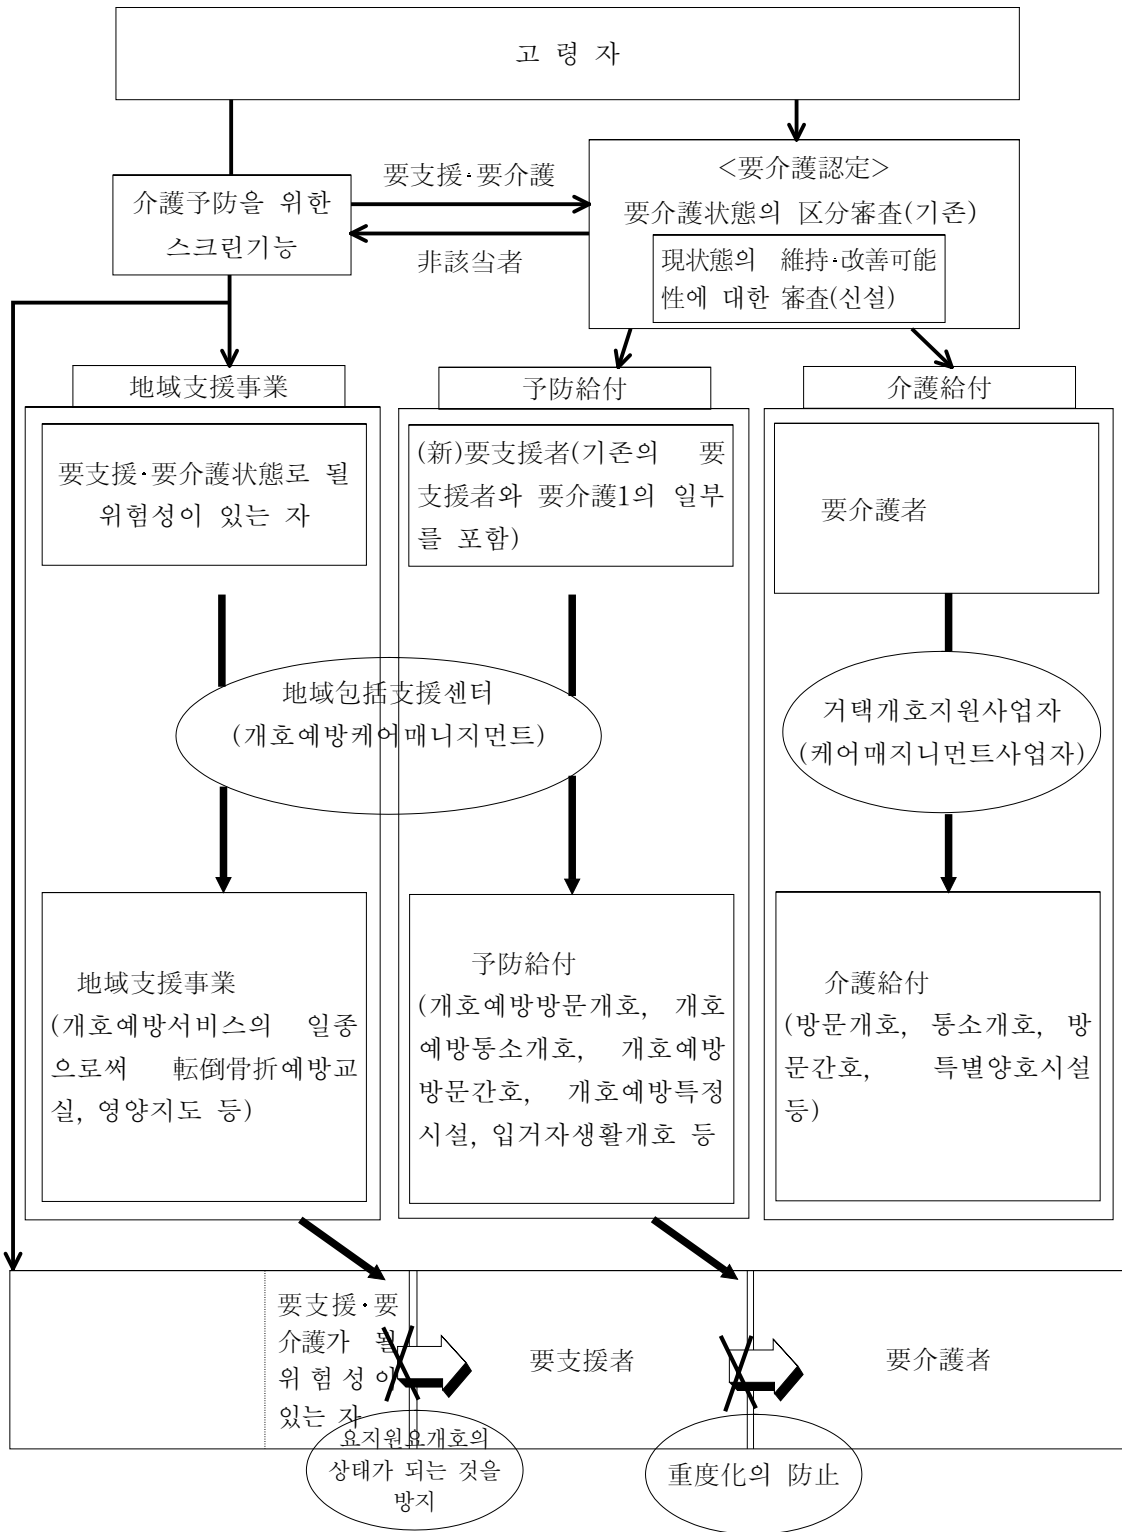 고 령 자
要支援·要介護
<要介護認定>
要介護状態의 区分審査(기존)
介護予防을 위한
스크린기능
非該当者
現状態의 維持·改善可能
性에 대한 審査(신설)
地域支援事業
予防給付
介護給付
要支援·要介護状態로 될
위험성이 있는 자
(新)要支援者(기존의 要
支援者와 要介護1의 일부
를 포함)
要介護者
地域包括支援센터
(개호예방케어매니지먼트)
거택개호지원사업자
(케어매지니먼트사업자)
地域支援事業
(개호예방서비스의 일종
으로써 転倒骨折예방교
실, 영양지도 등)
予防給付
(개호예방방문개호, 개호
예방통소개호, 개호예방
방문간호, 개호예방특정
시설, 입거자생활개호 등
介護給付
(방문개호, 통소개호, 방
문간호, 특별양호시설
등)
要支援·要
介護가 될
위험성이
있는 자
要支援者
要介護者
요지원요개호의
상태가 되는 것을
방지
重度化의 防止